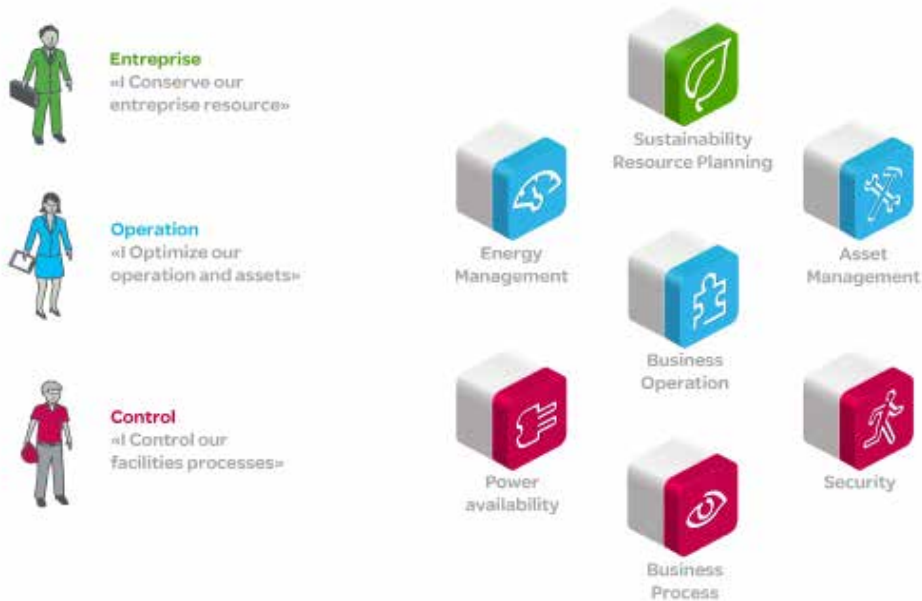 Entreprise
«I Conserve our
entreprise resource»
Operation
«I Optimize our
operation and assets»
Control
«I Control our
facilities processes»
Sustainability
Resource Planning
Energy
Management
Asset
Management
Business
Operation
Power
availability
Security
Business
Process